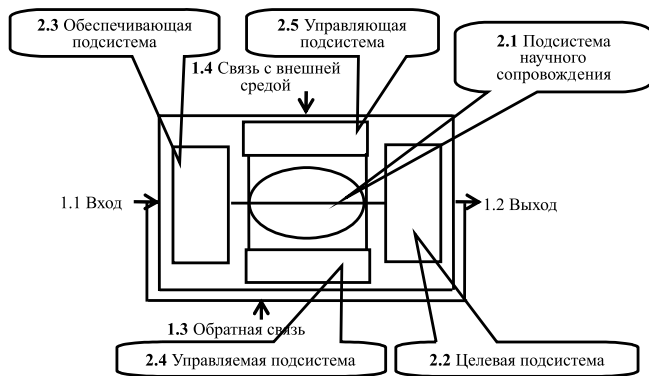 2.3 Обеспечивающая
подсистема
2.5 Управляющая
подсистема
2.1 Подсистема
научного
сопровождения
1.4 Связь с внешней
средой
1.1 Вход
1.2 Выход
1.3 Обратная связь
2.4 Управляемая подсистема
2.2 Целевая подсистема